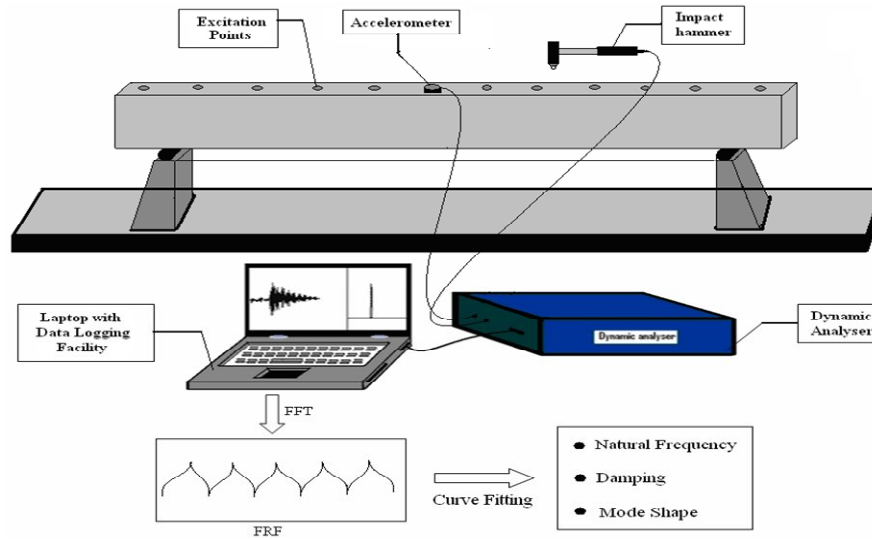 Excitation
Points
Accelerometer
Impact
hammer
Laptop with
Data Logging
Facility
Dynamic analyser
Dynamic
Analyser
FFT
FRF
Curve Fitting
Natural Frequency
Damping
Mode Shape